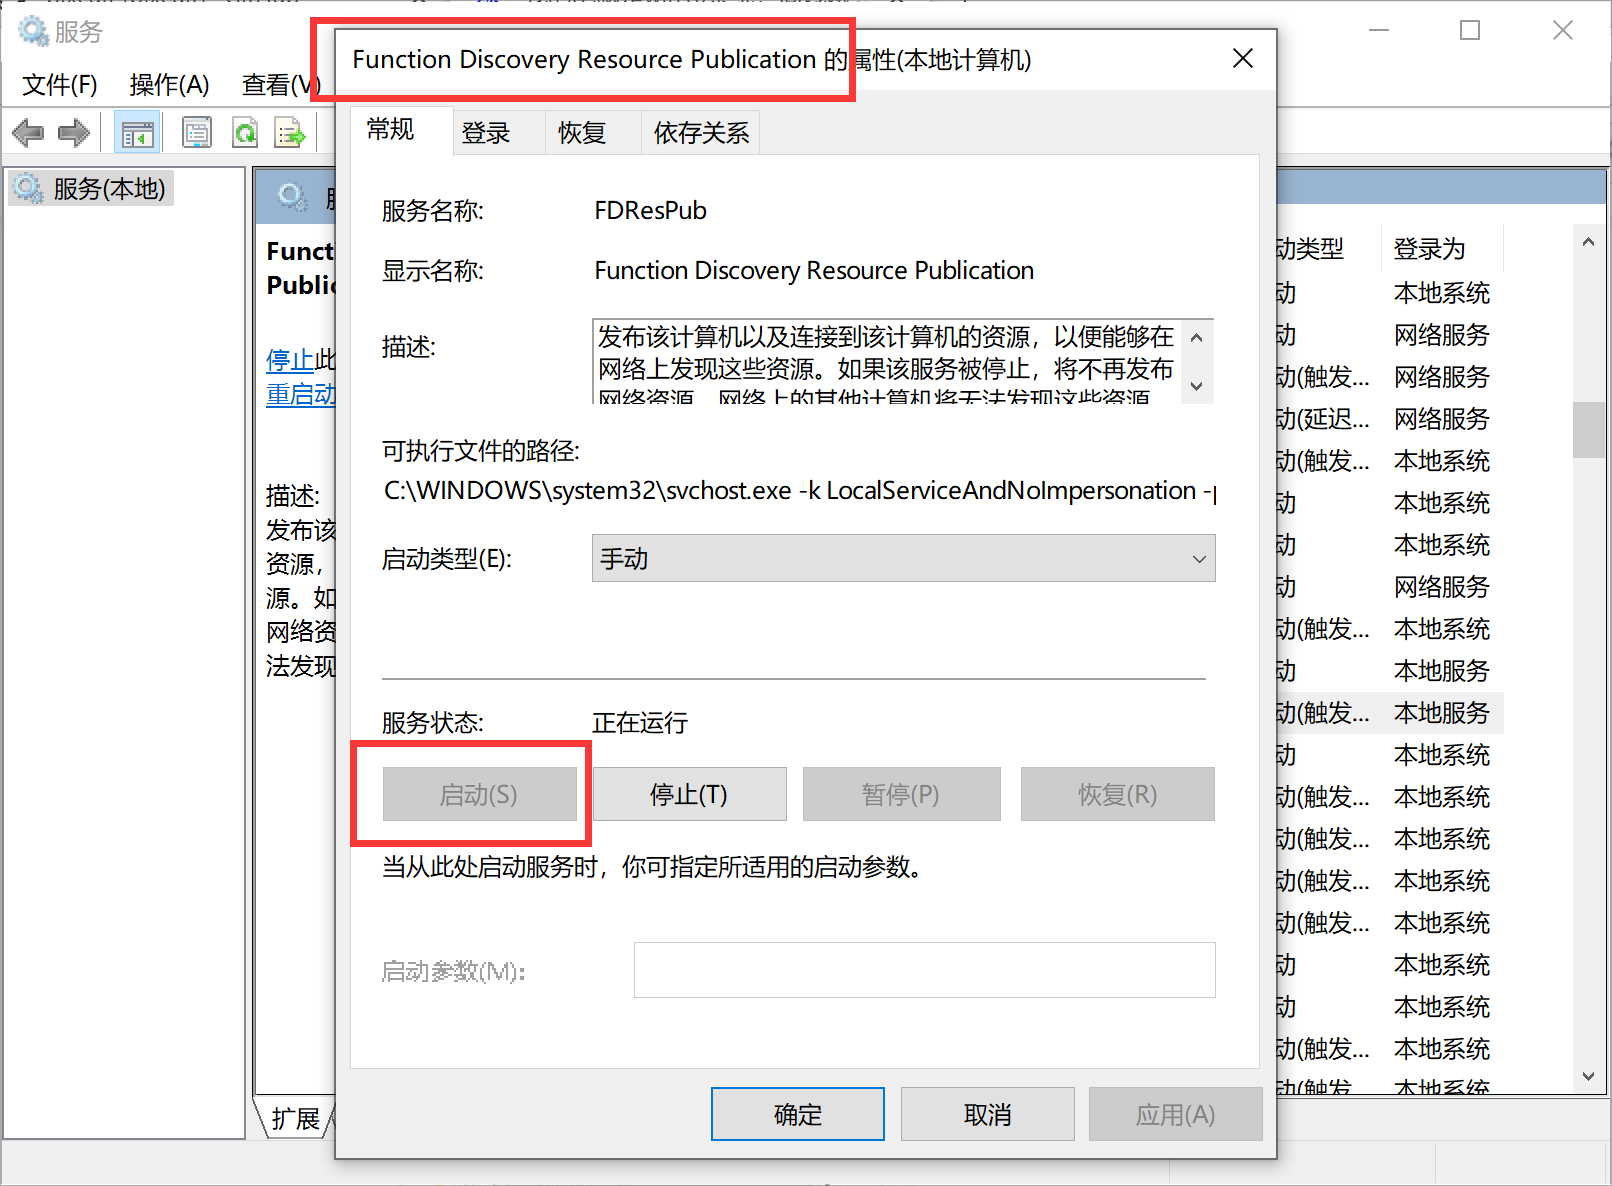 服务
Function Discovery Resource Publication 的属性(本地计算机)
文件(F) 操作(A) 查看(V)
常规 登录 恢复 依存关系
服务(本地)
服务名称: FDResPub
显示名称: Function Discovery Resource Publication
描述: 发布该计算机以及连接到该计算机的资源，以便能够在
网络上发现这些资源。如果该服务被停止，将不再发布
网络资源，网络上的其他计算机将无法发现这些资源
可执行文件的路径:
C:\WINDOWS\system32\svchost.exe -k LocalServiceAndNoImpersonation -p
启动类型(E): 手动
服务状态: 正在运行
启动(S) 停止(T) 暂停(P) 恢复(R)
当从此处启动服务时，你可指定所适用的启动参数。
启动参数(M):
确定 取消 应用(A)
Funct
Public
停止此
重启动
描述:
发布该
资源，
源。如
网络资
法发现
扩展
动类型 登录为
动 本地系统
动 网络服务
动(触发... 网络服务
动(延迟... 网络服务
动(触发... 本地系统
动 本地系统
动 本地系统
动 网络服务
动(触发... 本地系统
动 本地服务
动(触发... 本地服务
动 本地系统
动(触发... 本地系统
动(触发... 本地系统
动(触发... 本地系统
动(触发... 本地系统
动 本地系统
动 本地系统
动(触发... 本地系统
动(触发 本地系统